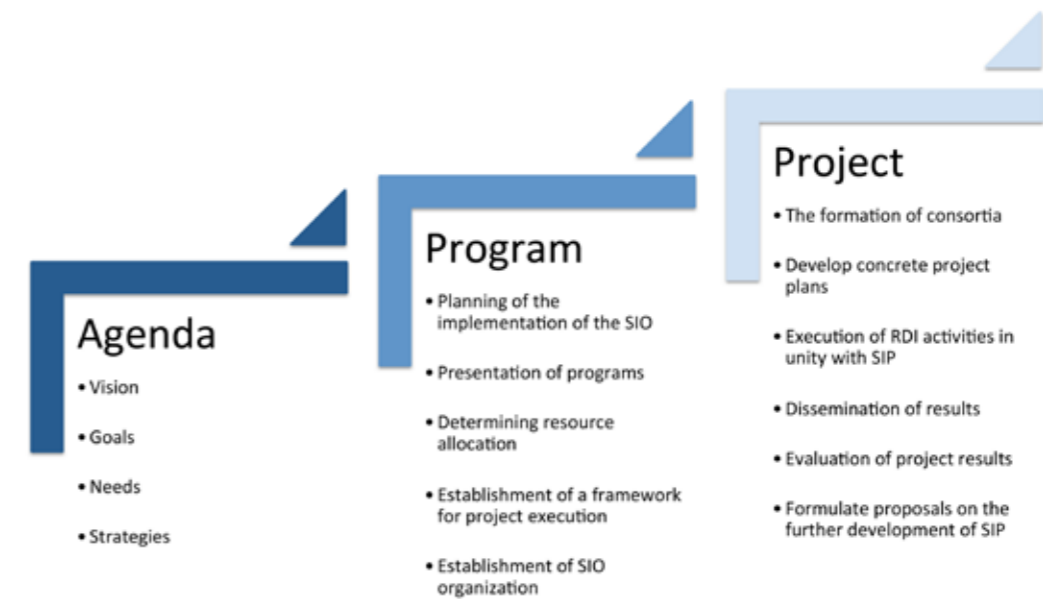 Agenda
• Vision
• Goals
• Needs
• Strategies
Program
• Planning of the
implementation of the SIO
• Presentation of programs
• Determining resource
allocation
• Establishment of a framework
for project execution
• Establishment of SIO
organization
Project
• The formation of consortia
• Develop concrete project
plans
• Execution of RDI activities in
unity with SIP
• Dissemination of results
• Evaluation of project results
• Formulate proposals on the
further development of SIP